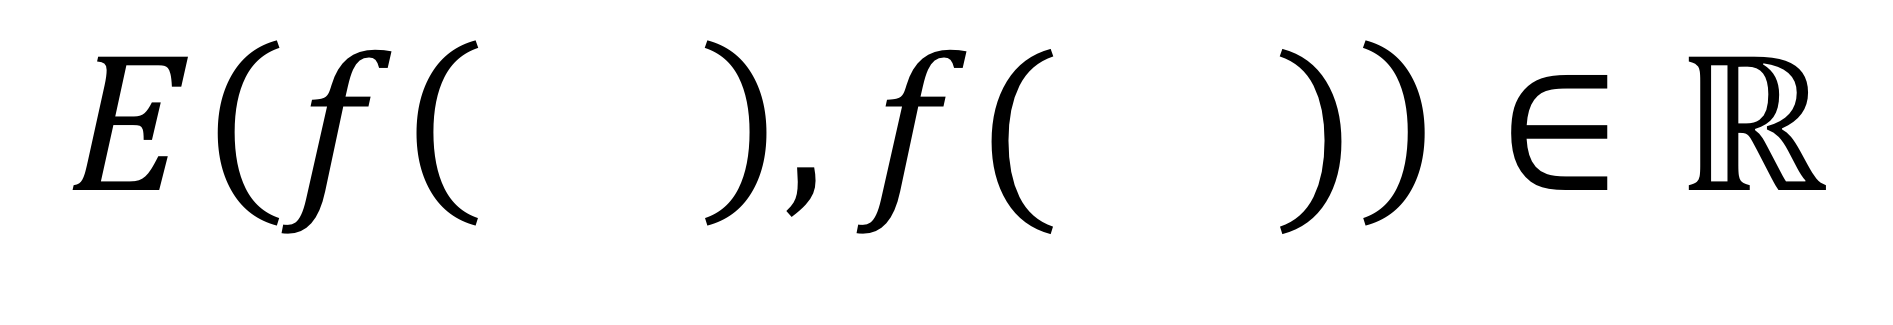 E(f( ), f( )) ∈ ℝ